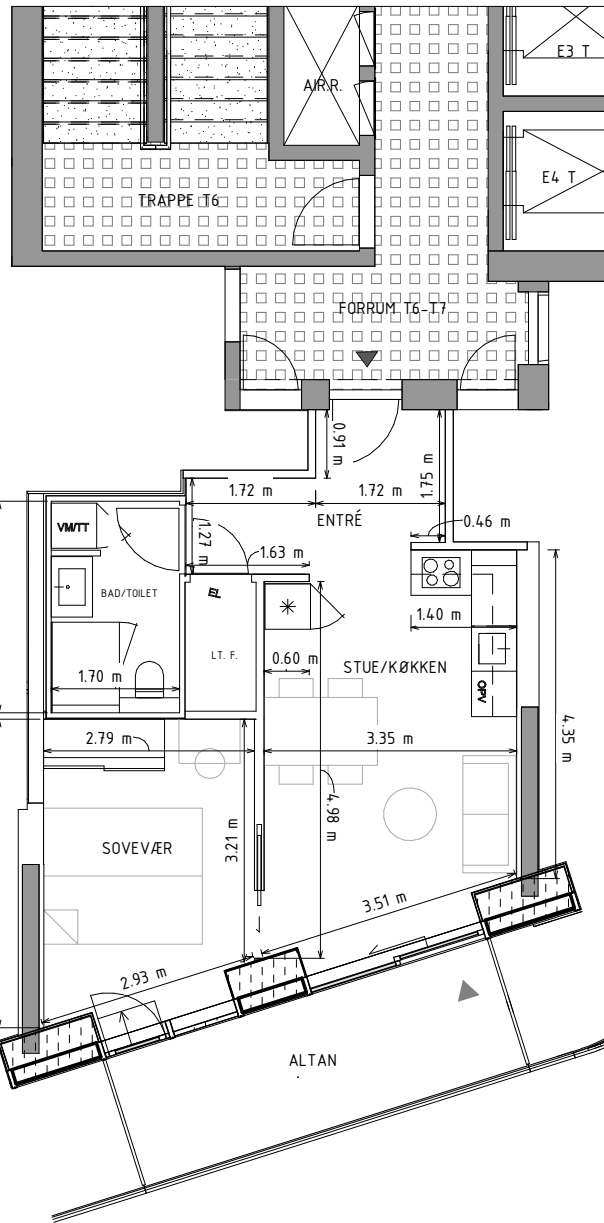 E3 T
AIR.R.
E4 T
TRAPPE T6
FORRUM T6-T7
0.91 m
1.75 m
1.72 m
1.72 m
0.46 m
ENTRÉ
VM/TT
1.27 m
1.63 m
BAD/TOILET
EL
1.40 m
LT. F.
0.60 m
STUE/KØKKEN
1.70 m
OPV
2.79 m
3.35 m
4.35 m
4.98 m
3.21 m
SOVEVÆR
3.51 m
2.93 m
ALTAN